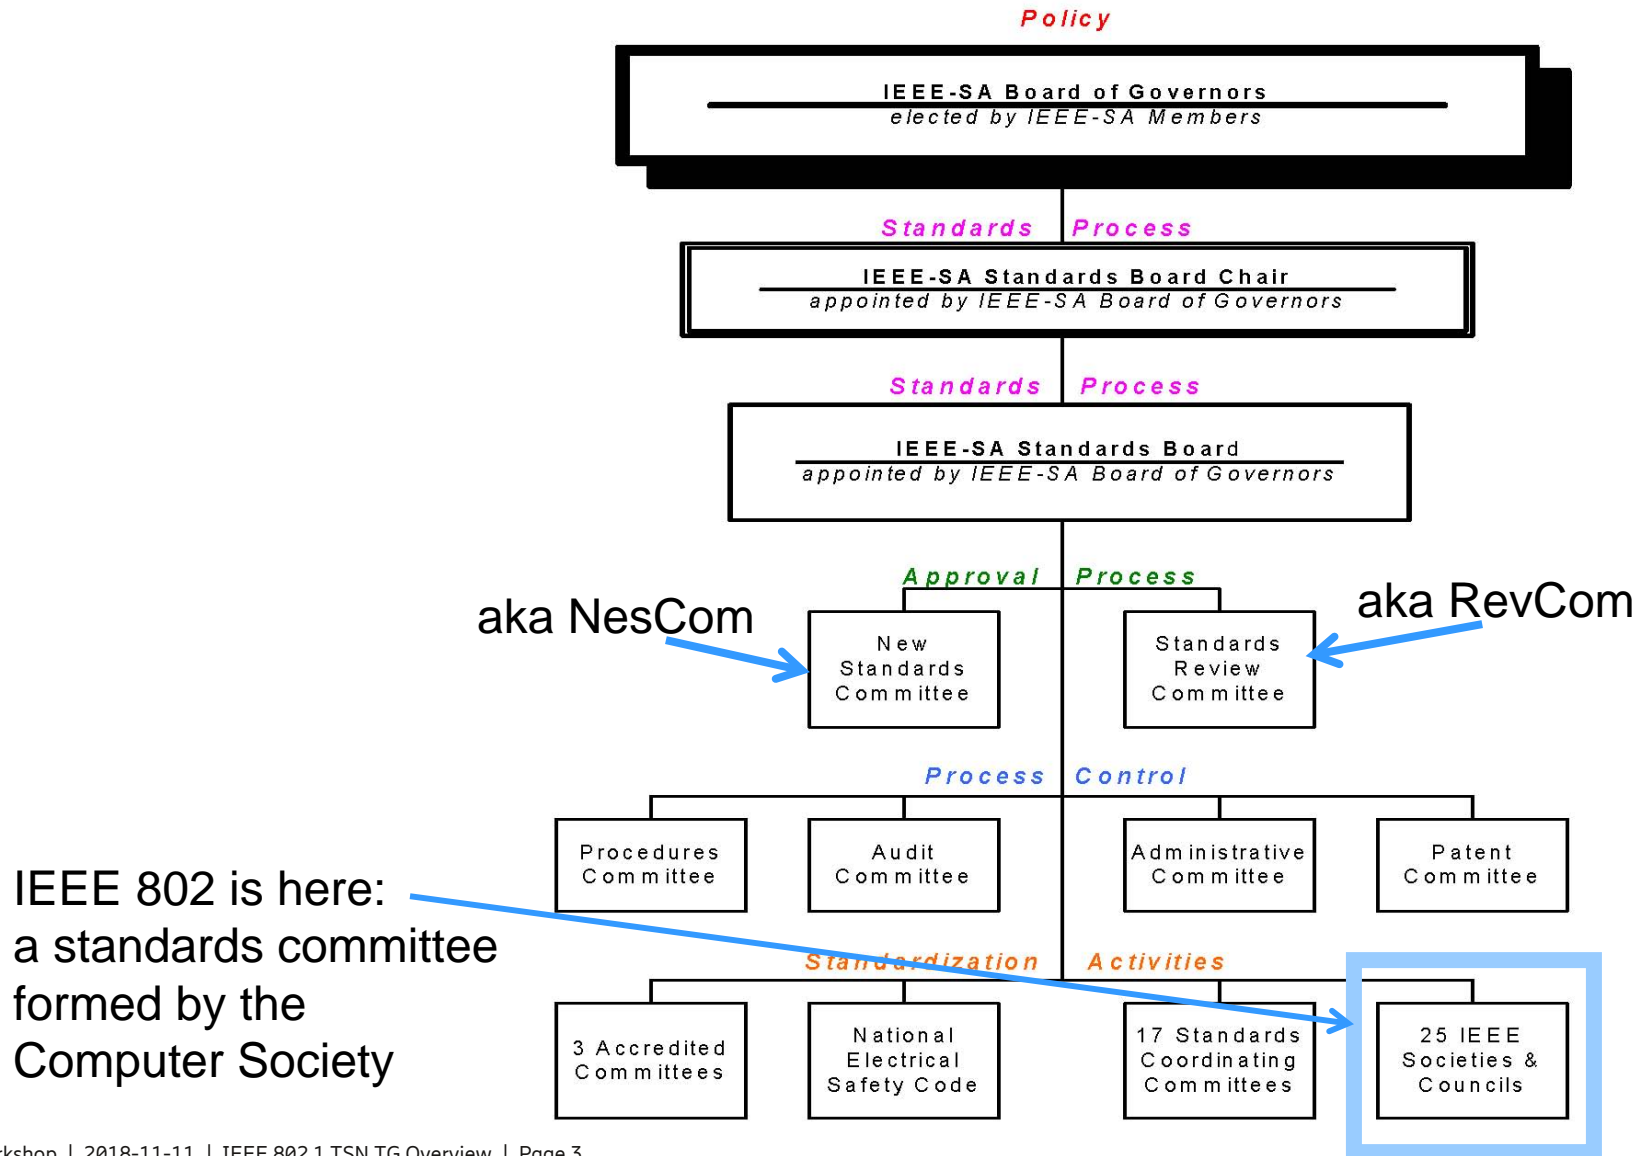 Policy
IEEE-SA Board of Governors
elected by IEEE-SA Members
Standards Process
IEEE-SA Standards Board Chair
appointed by IEEE-SA Board of Governors
Standards Process
IEEE-SA Standards Board
appointed by IEEE-SA Board of Governors
Approval Process
aka NesCom
aka RevCom
New
Standards
Committee
Standards
Review
Committee
Process Control
Procedures
Committee
Audit
Committee
Administrative
Committee
Patent
Committee
IEEE 802 is here:
a standards committee
formed by the
Computer Society
Standardization Activities
3 Accredited
Committees
National
Electrical
Safety Code
17 Standards
Coordinating
Committees
25 IEEE
Societies &
Councils
rkshop | 2018-11-11 | IEEE 802.1 TSN TG Overview | Page 3